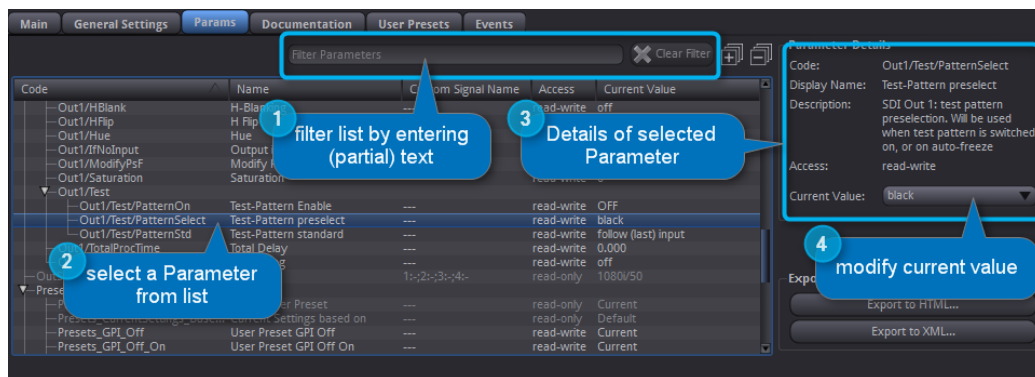 Main General Settings Params Documentation User Presets Events
Filter Parameters Clear Filter
Code Name Custom Signal Name Access Current Value
Out1/HBlank H-Blanking read-write off
Out1/HFlip H Flip
Out1/Hue Hue
Out1/IfNoInput Output
Out1/ModifyPsF Modify
Out1/Saturation Saturation read-write
Out1/Test
Out1/Test/PatternOn Test-Pattern Enable --- read-write OFF
Out1/Test/PatternSelect Test-Pattern preselect --- read-write black
Out1/Test/PatternStd Test-Pattern standard --- read-write follow (last) input
Out1/TotalProcTime Total Delay --- read-write 0.000
--- read-write off
1:-;2:-;3:-;4:- read-only 1080i/50
Preset --- read-only Current
Settings based on --- read-only Default
Presets_GPI_Off User Preset GPI Off --- read-write Current
Presets_GPI_Off_On User Preset GPI Off On --- read-write Current
1
filter list by entering
(partial) text
2
select a Parameter
from list
3
Details of selected
Parameter
Parameter Details
Code: Out1/Test/PatternSelect
Display Name: Test-Pattern preselect
Description: SDI Out 1: test pattern
preselection. Will be used
when test pattern is switched
on, or on auto-freeze
Access: read-write
Current Value: black
4
modify current value
Export to HTML...
Export to XML...